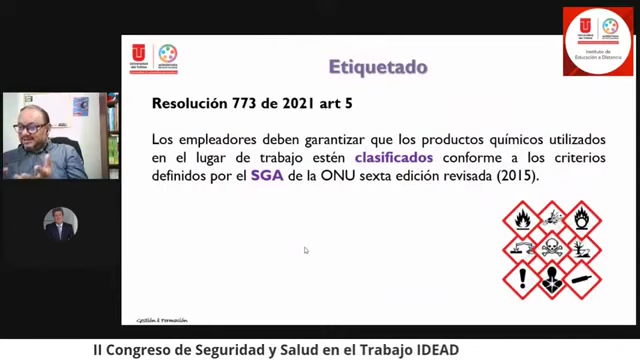 Etiquetado
Instituto de
Educación a Distancia
Resolución 773 de 2021 art 5
Los empleadores deben garantizar que los productos químicos utilizados
en el lugar de trabajo estén clasificados conforme a los criterios
definidos por el SGA de la ONU sexta edición revisada (2015).
Gestión & Formación
II Congreso de Seguridad y Salud en el Trabajo IDEAD